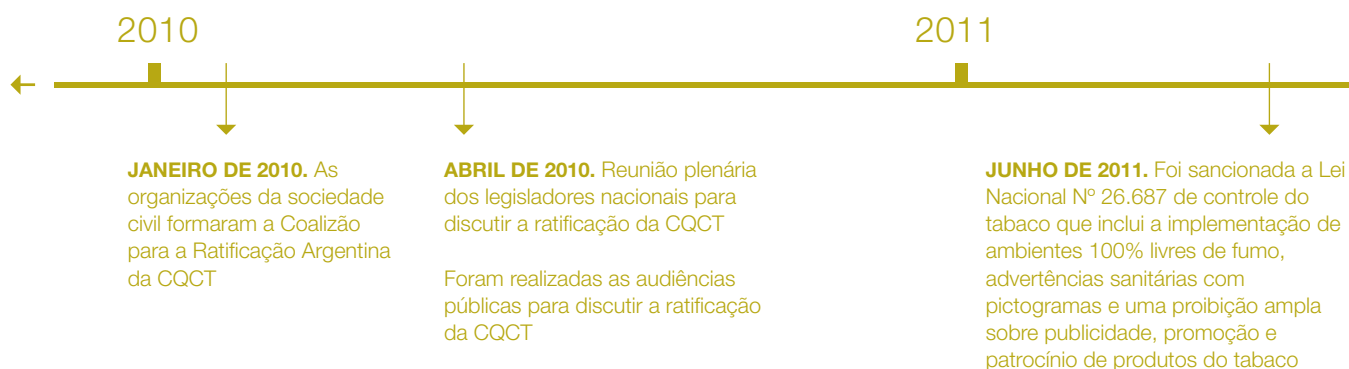 2010
2011
JANEIRO DE 2010. As
organizações da sociedade
civil formaram a Coalizão
para a Ratificação Argentina
da CQCT
ABRIL DE 2010. Reunião plenária
dos legisladores nacionais para
discutir a ratificação da CQCT
Foram realizadas as audiências
públicas para discutir a ratificação
da CQCT
JUNHO DE 2011. Foi sancionada a Lei
Nacional Nº 26.687 de controle do
tabaco que inclui a implementação de
ambientes 100% livres de fumo,
advertências sanitárias com
pictogramas e uma proibição ampla
sobre publicidade, promoção e
patrocínio de produtos do tabaco